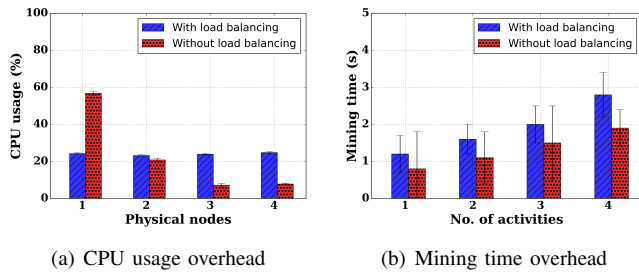 100
80
60
40
20
0
CPU usage (%)
With load balancing
Without load balancing
1 2 3 4
Physical nodes
(a) CPU usage overhead
5
4
3
2
1
0
Mining time (s)
With load balancing
Without load balancing
1 2 3 4
No. of activities
(b) Mining time overhead